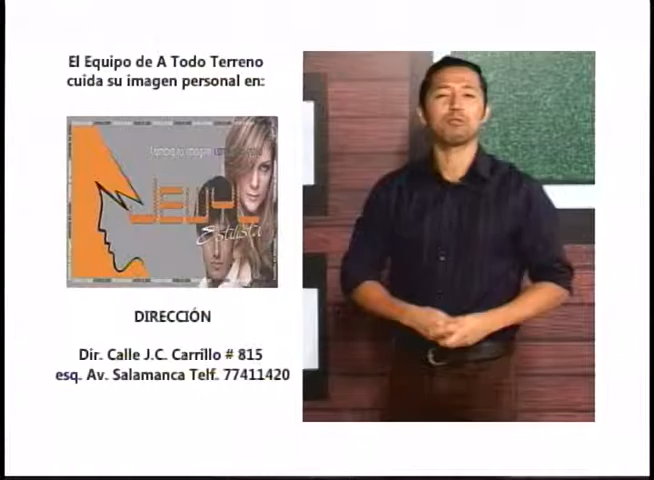 El Equipo de A Todo Terreno
cuida su imagen personal en:
Estilista
DIRECCIÓN
Dir. Calle J.C. Carrillo # 815
esq. Av. Salamanca Telf. 77411420